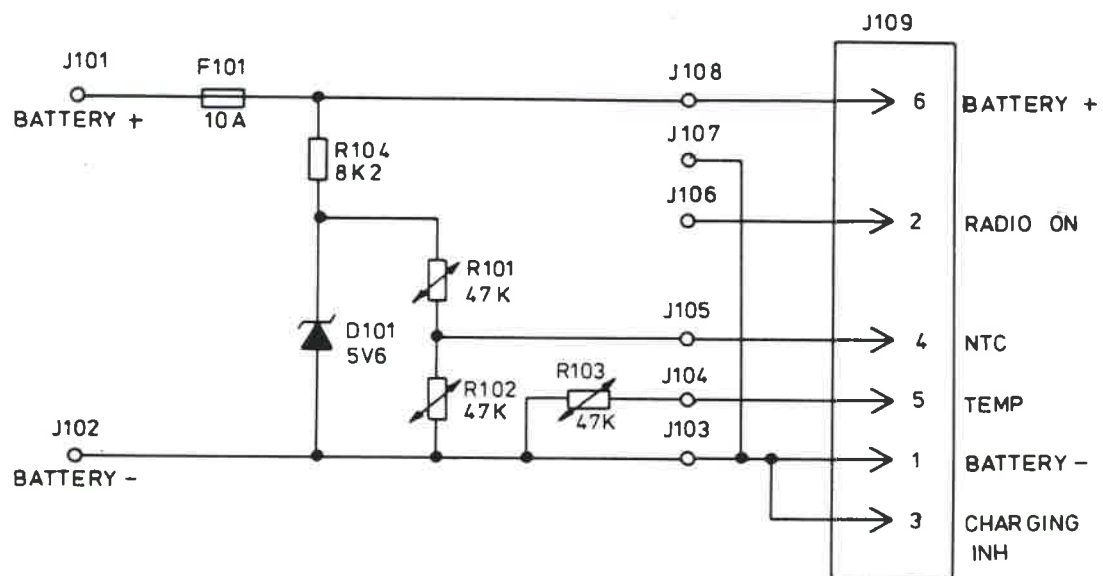 J109
J101
F101
J108
BATTERY +
10A
6
BATTERY +
R104
8K2
J107
J106
2
RADIO ON
R101
47K
D101
5V6
J105
4
NTC
R102
47K
R103
47K
J104
5
TEMP
J102
BATTERY -
J103
1
BATTERY -
3
CHARGING
INH